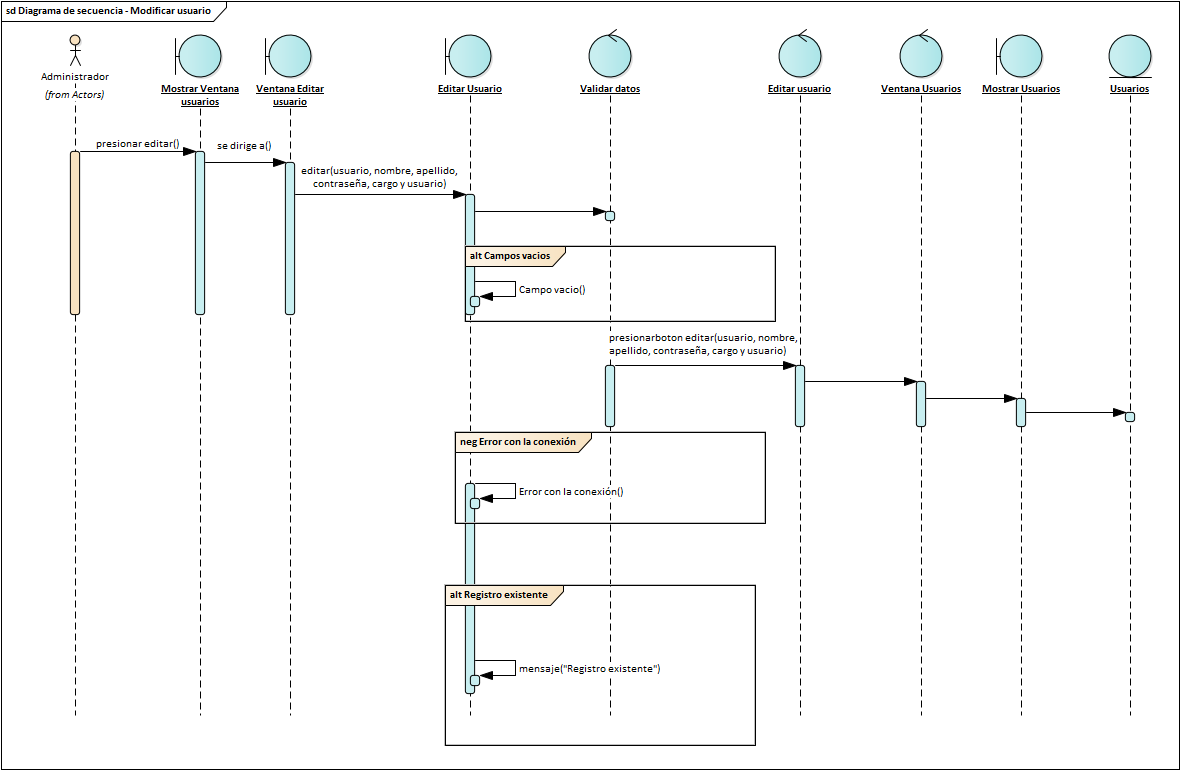 sd Diagrama de secuencia - Modificar usuario
Administrador
(from Actors)
Mostrar Ventana
usuarios
Ventana Editar
usuario
Editar Usuario
Validar datos
Editar usuario
Ventana Usuarios
Mostrar Usuarios
Usuarios
presionar editar()
se dirige a()
editar(usuario, nombre, apellido,
contraseña, cargo y usuario)
alt Campos vacios
Campo vacio()
presionarboton editar(usuario, nombre,
apellido, contraseña, cargo y usuario)
neg Error con la conexión
Error con la conexión()
alt Registro existente
mensaje("Registro existente")